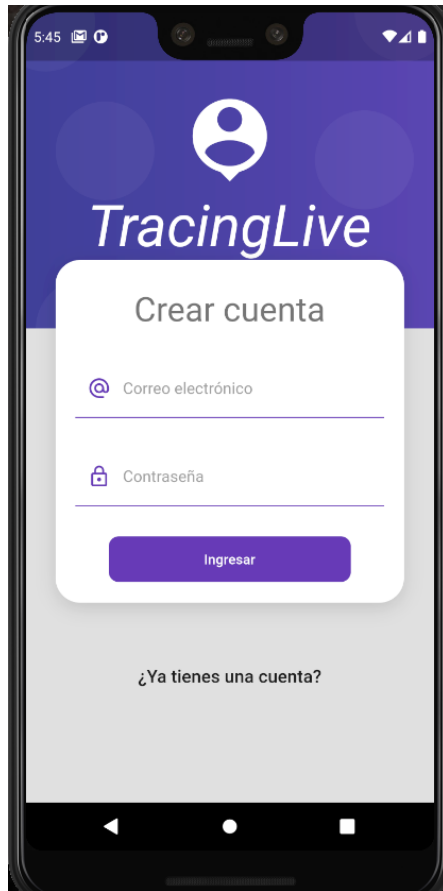 5:45
TracingLive
Crear cuenta
Correo electrónico
Contraseña
Ingresar
¿Ya tienes una cuenta?